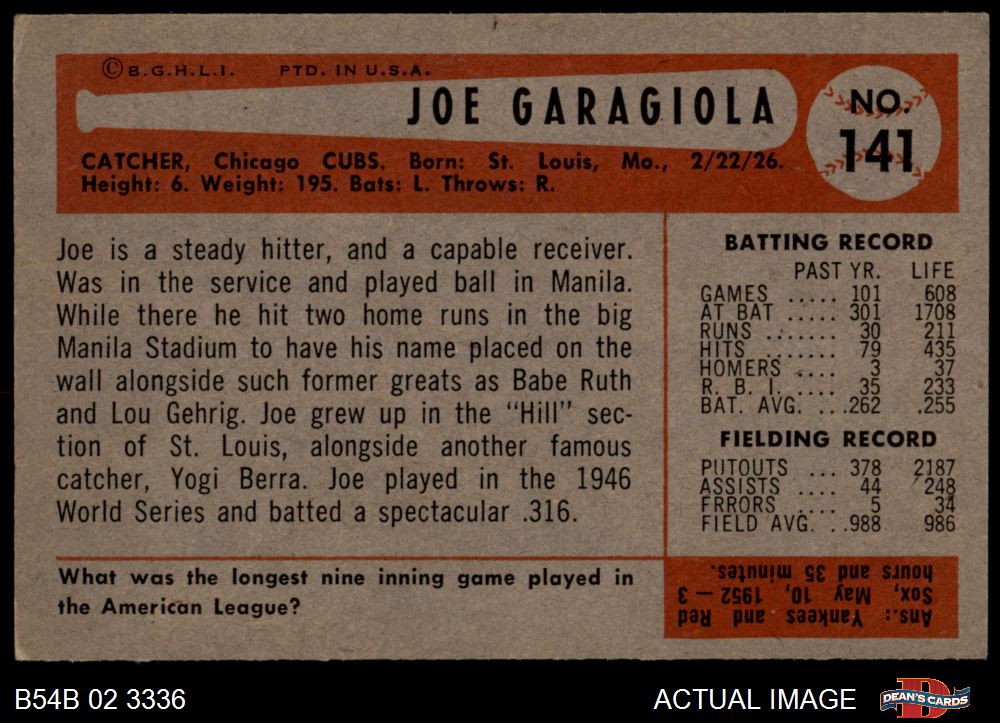 ©B.G.H.L.I. PTD. IN U.S.A.
JOE GARAGIOLA
NO.
141
CATCHER, Chicago CUBS. Born: St. Louis, Mo., 2/22/26.
Height: 6. Weight: 195. Bats: L. Throws: R.
Joe is a steady hitter, and a capable receiver.
Was in the service and played ball in Manila.
While there he hit two home runs in the big
Manila Stadium to have his name placed on the
wall alongside such former greats as Babe Ruth
and Lou Gehrig. Joe grew up in the "Hill" sec-
tion of St. Louis, alongside another famous
catcher, Yogi Berra. Joe played in the 1946
World Series and batted a spectacular .316.
BATTING RECORD
PAST YR. LIFE
GAMES ..... 101 608
AT BAT ..... 301 1708
RUNS ....... 30 211
HITS ....... 79 435
HOMERS .... 3 37
R. B. I. .... 35 233
BAT. AVG. ...262 .255
FIELDING RECORD
PUTOUTS ... 378 2187
ASSISTS .... 44 248
ERRORS .... 5 34
FIELD AVG. ..988 986
What was the longest nine inning game played in
the American League?
Ans.: Yankees and Red
Sox, May 10, 1952 — 3
hours and 35 minutes.
B54B 02 3336
ACTUAL IMAGE
D
DEAN'S CARDS